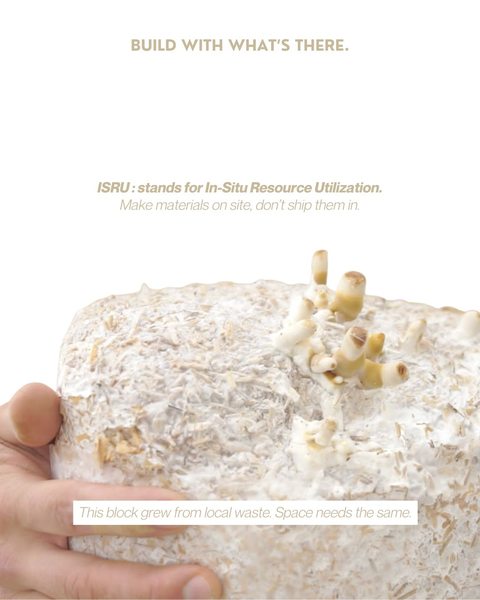 BUILD WITH WHAT'S THERE.
ISRU : stands for In-Situ Resource Utilization.
Make materials on site, don't ship them in.
This block grew from local waste. Space needs the same.